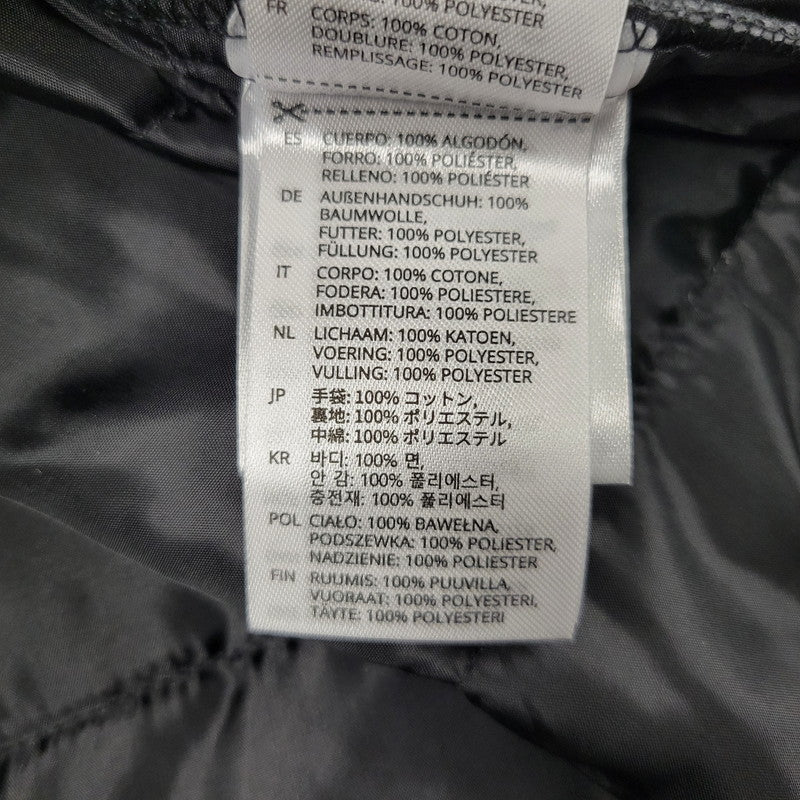 100% POLYESTER,
100% POLYESTER
FR CORPS: 100% COTON,
DOUBLURE: 100% POLYESTER,
REMPLISSAGE: 100% POLYESTER
ES CUERPO: 100% ALGODÓN,
FORRO: 100% POLIÉSTER,
RELLENO: 100% POLIÉSTER
DE AUßENHANDSCHUH: 100%
BAUMWOLLE,
FUTTER: 100% POLYESTER,
FÜLLUNG: 100% POLYESTER
IT CORPO: 100% COTONE,
FODERA: 100% POLIESTERE,
IMBOTTITURA: 100% POLIESTERE
NL LICHAAM: 100% KATOEN,
VOERING: 100% POLYESTER,
VULLING: 100% POLYESTER
JP 手袋: 100% コットン,
裏地: 100% ポリエステル,
中綿: 100% ポリエステル
KR 바디: 100% 면,
안 감: 100% 폴리에스터,
충전재: 100% 폴리에스터
POL CIAŁO: 100% BAWEŁNA,
PODSZEWKA: 100% POLIESTER,
NADZIENIE: 100% POLIESTER
FIN RUUMIS: 100% PUUVILLA,
VUORAAT: 100% POLYESTERI,
TÄYTE: 100% POLYESTERI